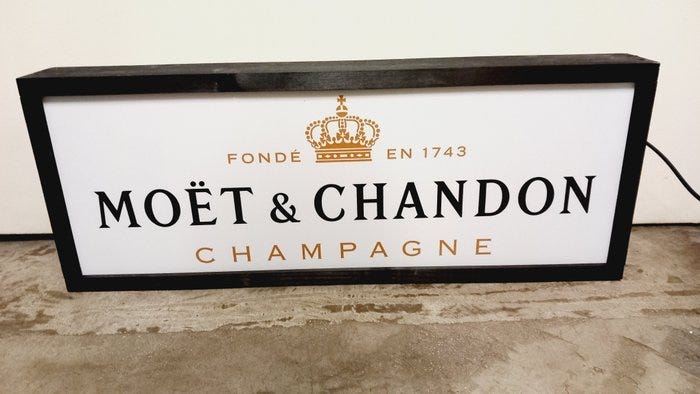 FONDÉ EN 1743
MOËT & CHANDON
CHAMPAGNE